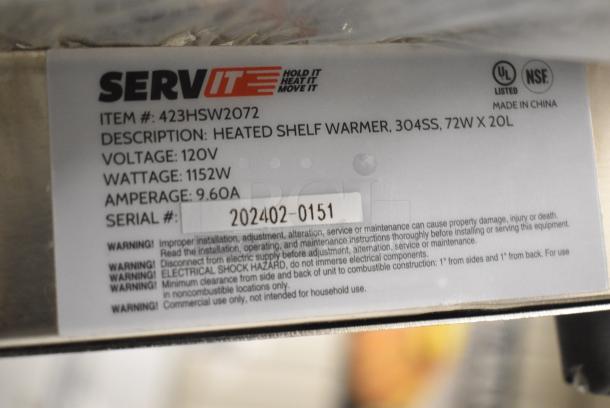 SERVIT HOLD IT
HEAT IT
MOVE IT
UL
LISTED
NSF
MADE IN CHINA
ITEM #: 423HSW2072
DESCRIPTION: HEATED SHELF WARMER, 304SS, 72W X 20L
VOLTAGE: 120V
WATTAGE: 1152W
AMPERAGE: 9.60A
SERIAL #: 202402-0151
WARNING! Improper installation, adjustment, alteration, service or maintenance can cause property damage, injury or death.
Read the installation, operating, and maintenance instructions thoroughly before installing or servicing this equipment.
WARNING! Disconnect from electric supply before adjustment, alternation, service or maintenance.
WARNING! ELECTRICAL SHOCK HAZARD, do not immerse electrical components.
WARNING! Minimum clearance from side and back of unit to combustible construction: 1" from sides and 1" from back. For use
in noncombustible locations only.
WARNING! Commercial use only, not intended for household use.